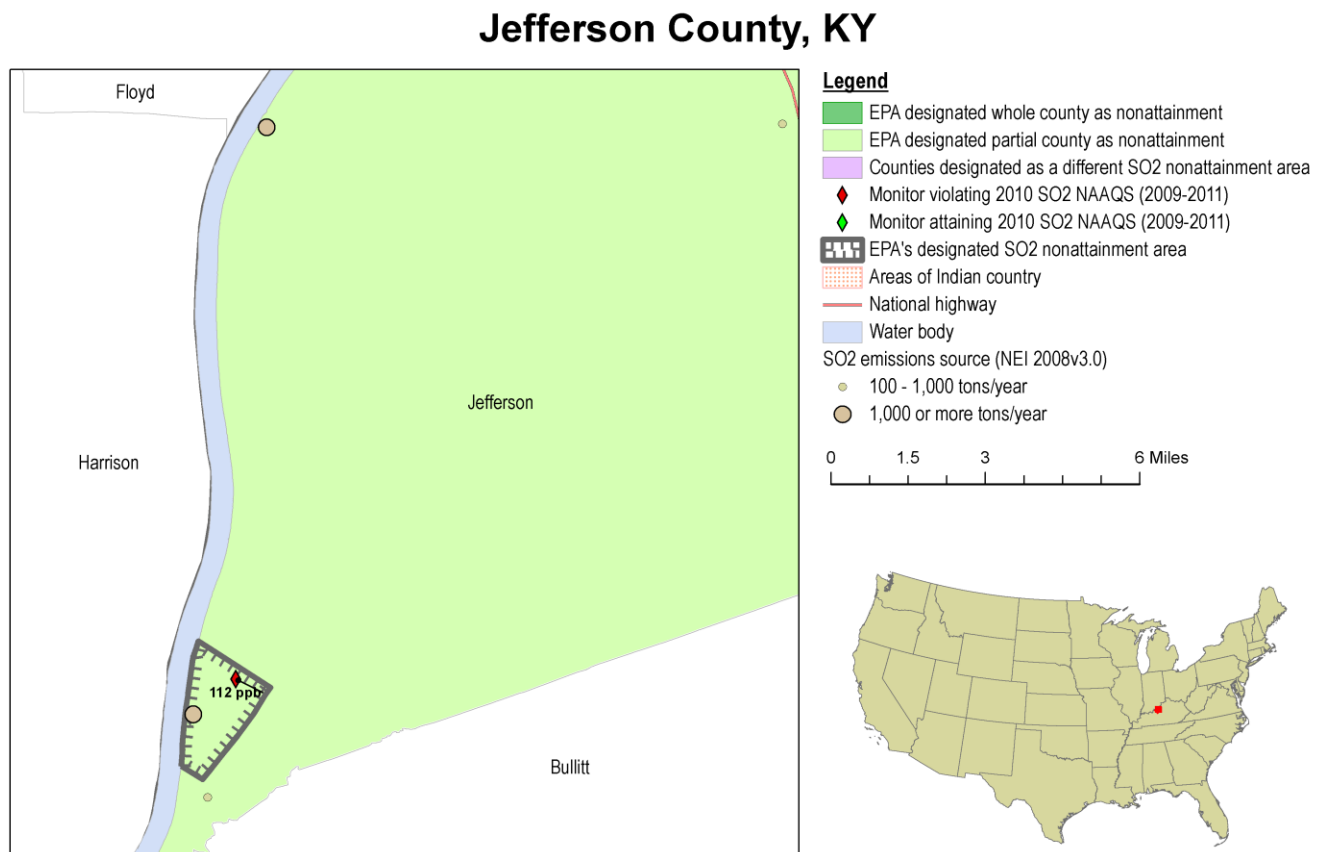 Jefferson County, KY
Floyd
Jefferson
Harrison
112 ppb
Bullitt
Legend
EPA designated whole county as nonattainment
EPA designated partial county as nonattainment
Counties designated as a different SO2 nonattainment area
Monitor violating 2010 SO2 NAAQS (2009-2011)
Monitor attaining 2010 SO2 NAAQS (2009-2011)
EPA's designated SO2 nonattainment area
Areas of Indian country
National highway
Water body
SO2 emissions source (NEI 2008v3.0)
100 - 1,000 tons/year
1,000 or more tons/year
0 1.5 3 6 Miles